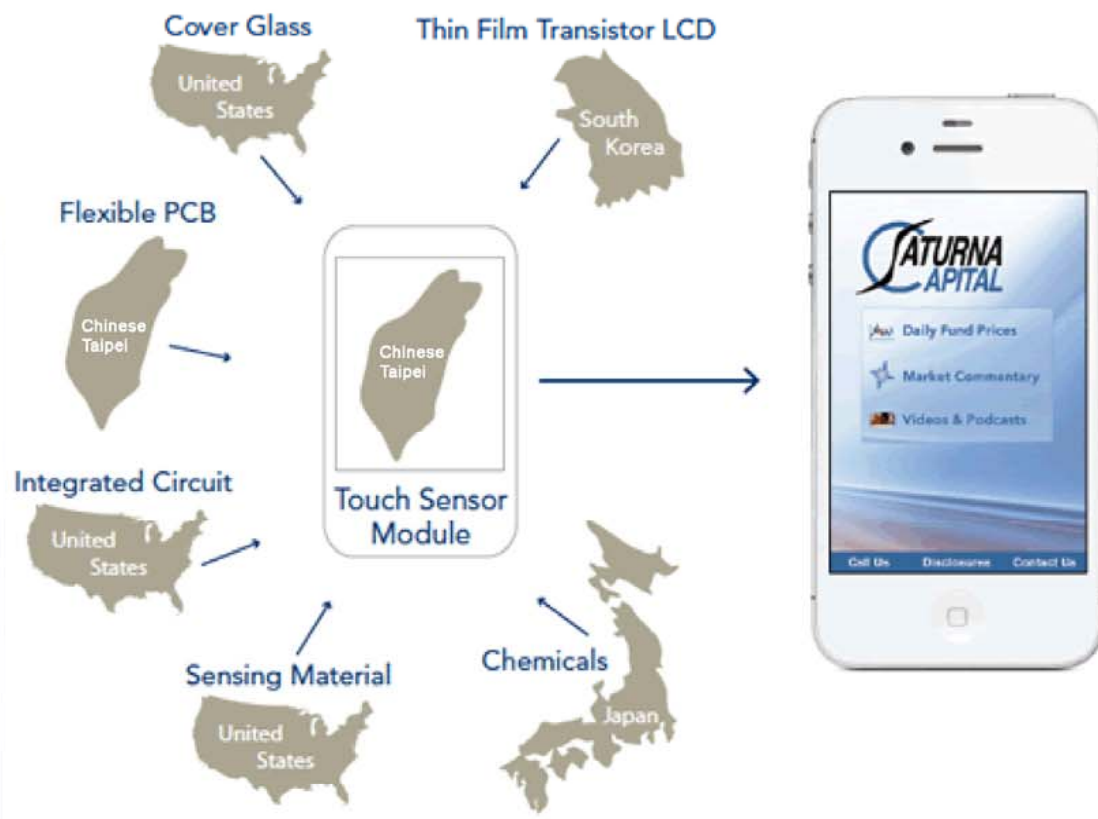 Cover Glass
United
States
Thin Film Transistor LCD
South
Korea
Flexible PCB
Chinese
Taipei
Chinese
Taipei
Touch Sensor
Module
Integrated Circuit
United
States
Sensing Material
United
States
Chemicals
Japan
SATURNA
CAPITAL
Daily Fund Prices
Market Commentary
Videos & Podcasts
Call Us Disclosures Contact Us